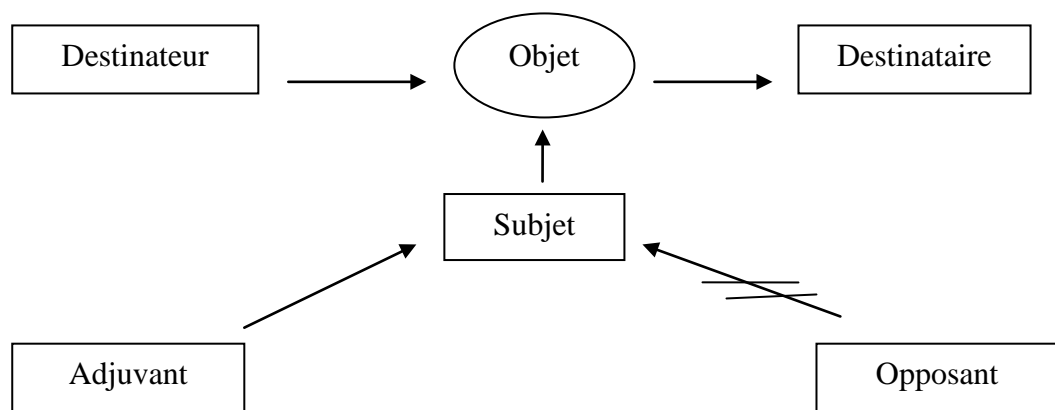 Destinateur
Objet
Destinataire
Subjet
Adjuvant
Opposant